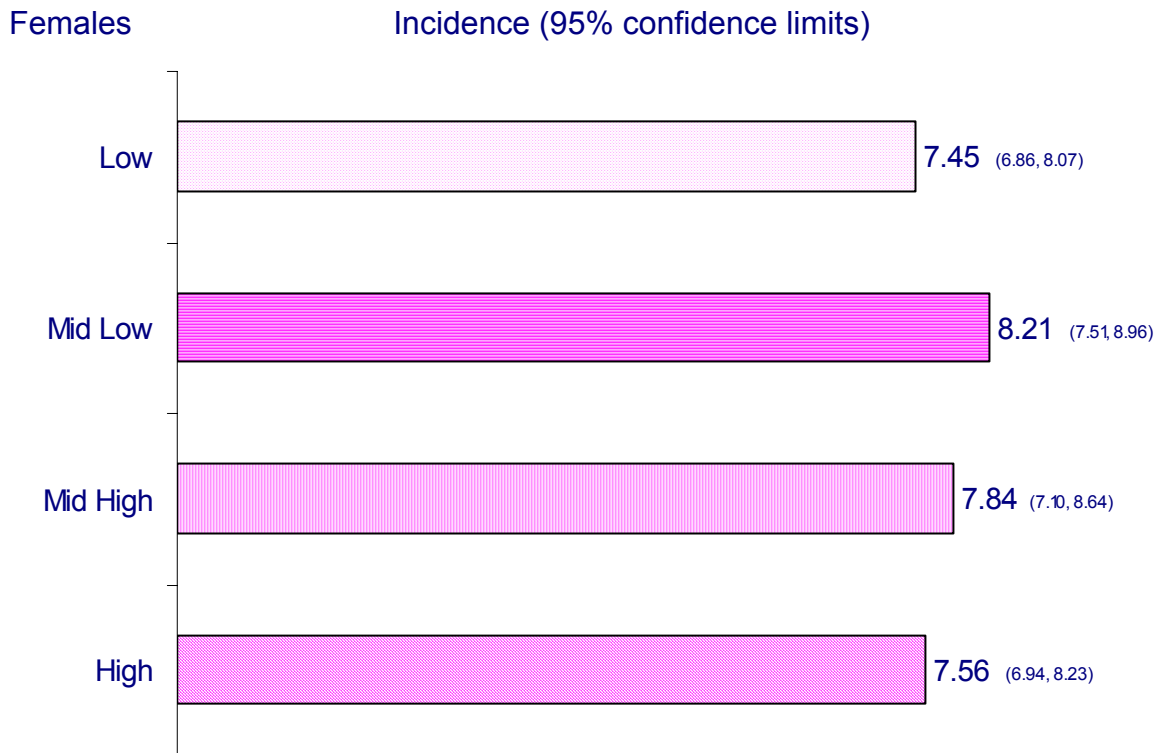 Females Incidence (95% confidence limits)
Low 7.45 (6.86, 8.07)
Mid Low 8.21 (7.51, 8.96)
Mid High 7.84 (7.10, 8.64)
High 7.56 (6.94, 8.23)